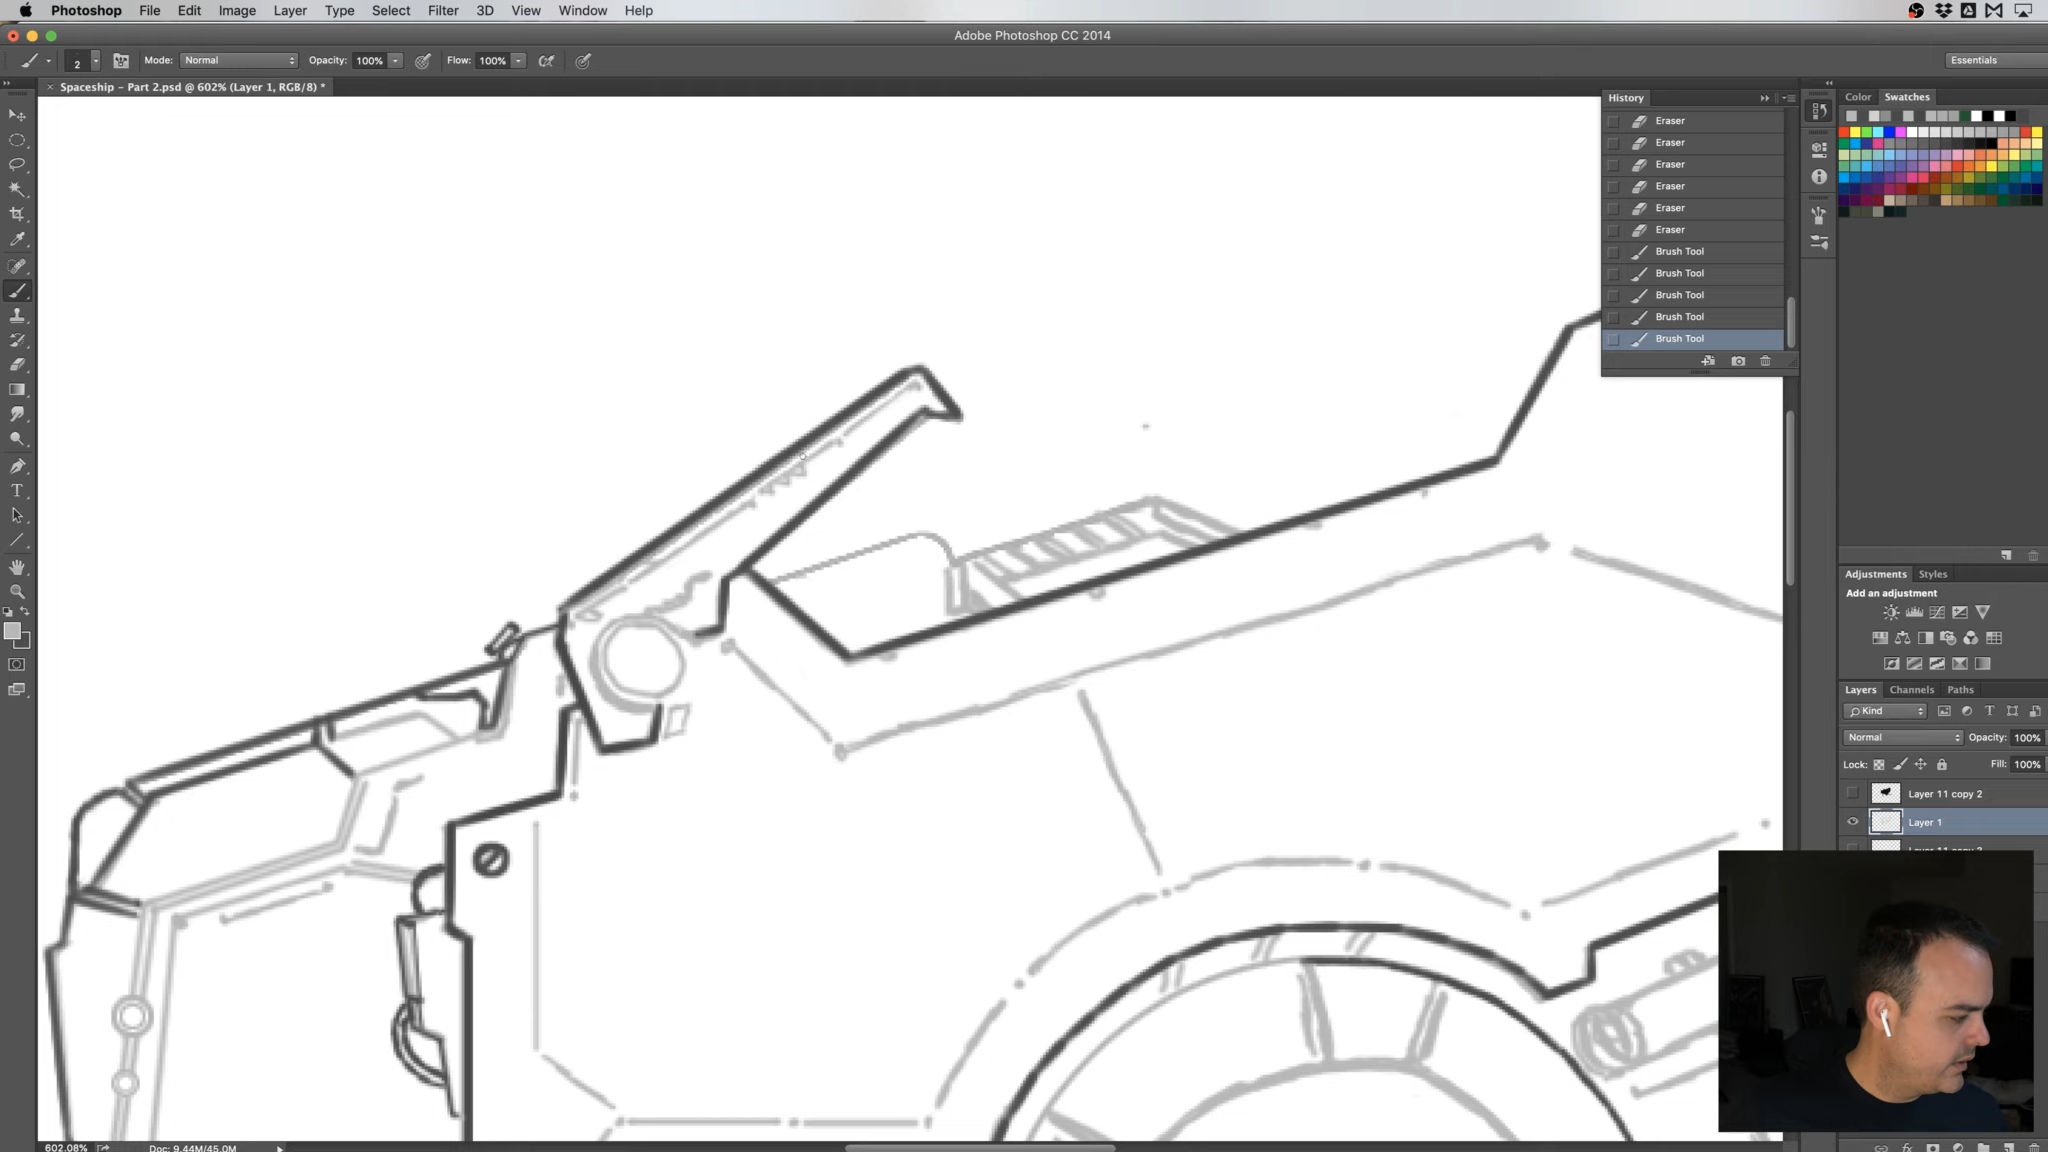 Photoshop File Edit Image Layer Type Select Filter 3D View Window Help
Adobe Photoshop CC 2014
2 Mode: Normal Opacity: 100% Flow: 100% Essentials
× Spaceship – Part 2.psd @ 602% (Layer 1, RGB/8) *
History
Eraser
Eraser
Eraser
Eraser
Eraser
Eraser
Brush Tool
Brush Tool
Brush Tool
Brush Tool
Brush Tool
Color Swatches
Adjustments Styles
Add an adjustment
Layers Channels Paths
Kind
Normal Opacity: 100%
Lock: Fill: 100%
Layer 11 copy 2
Layer 1
602.08% Doc: 9.44M/45.0M